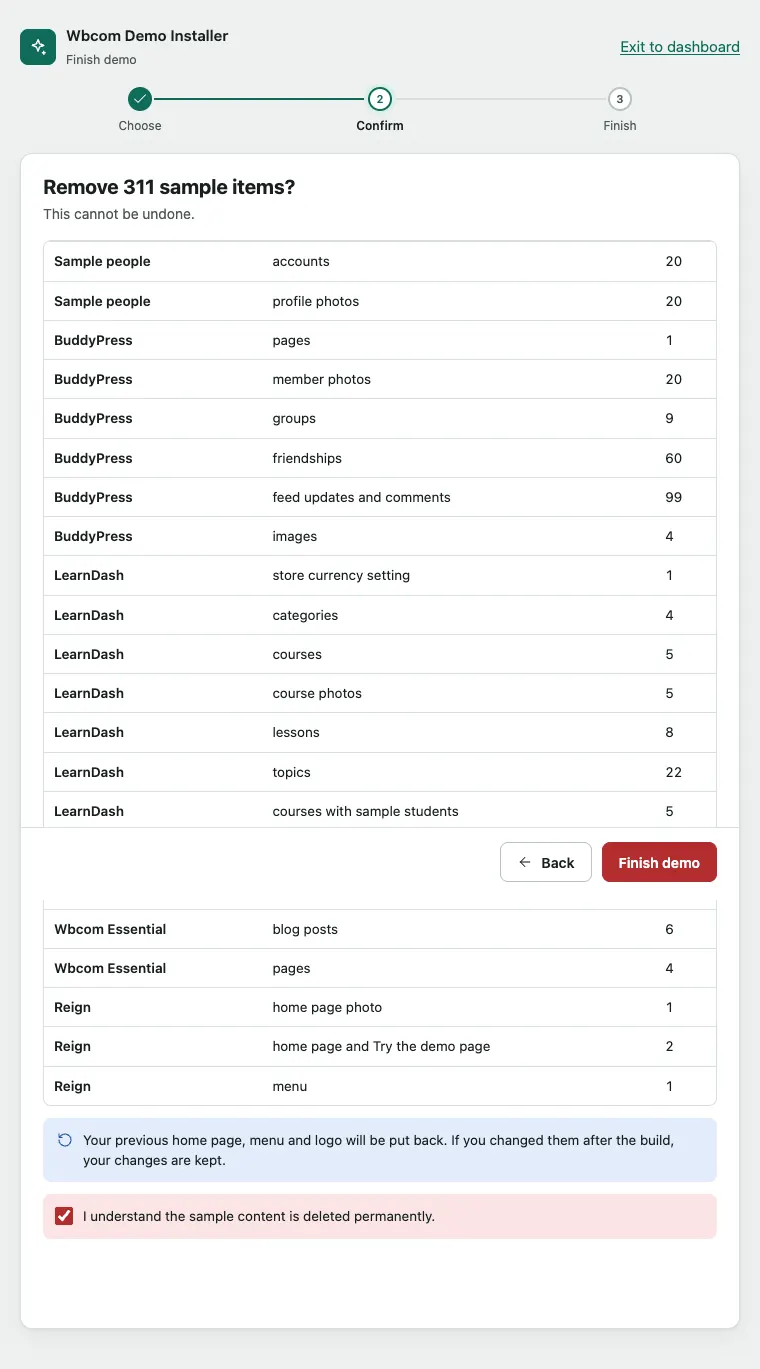 Wbcom Demo Installer
Finish demo
Exit to dashboard
2
3
Choose
Confirm
Finish
Remove 311 sample items?
This cannot be undone.
Sample people accounts 20
Sample people profile photos 20
BuddyPress pages 1
BuddyPress member photos 20
BuddyPress groups 9
BuddyPress friendships 60
BuddyPress feed updates and comments 99
BuddyPress images 4
LearnDash store currency setting 1
LearnDash categories 4
LearnDash courses 5
LearnDash course photos 5
LearnDash lessons 8
LearnDash topics 22
LearnDash courses with sample students 5
Back
Finish demo
Wbcom Essential blog posts 6
Wbcom Essential pages 4
Reign home page photo 1
Reign home page and Try the demo page 2
Reign menu 1
Your previous home page, menu and logo will be put back. If you changed them after the build,
your changes are kept.
I understand the sample content is deleted permanently.